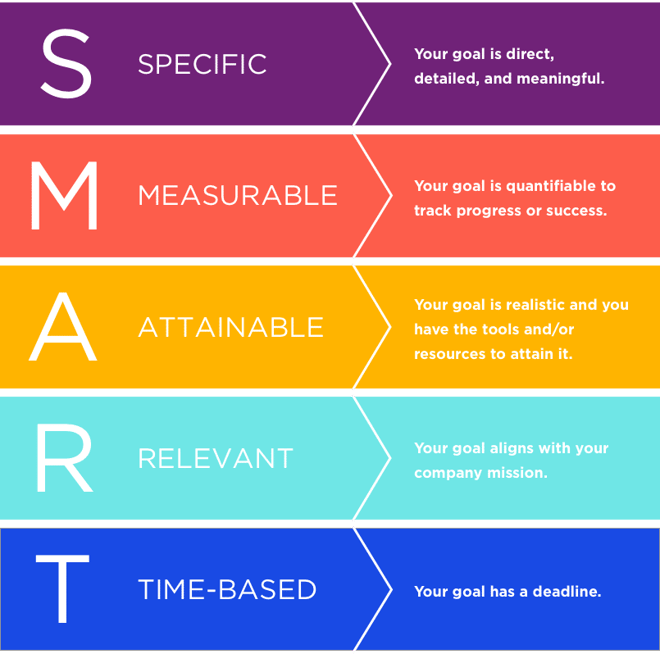 S
SPECIFIC
Your goal is direct,
detailed, and meaningful.
M
MEASURABLE
Your goal is quantifiable to
track progress or success.
A
ATTAINABLE
Your goal is realistic and you
have the tools and/or
resources to attain it.
R
RELEVANT
Your goal aligns with your
company mission.
T
TIME-BASED
Your goal has a deadline.